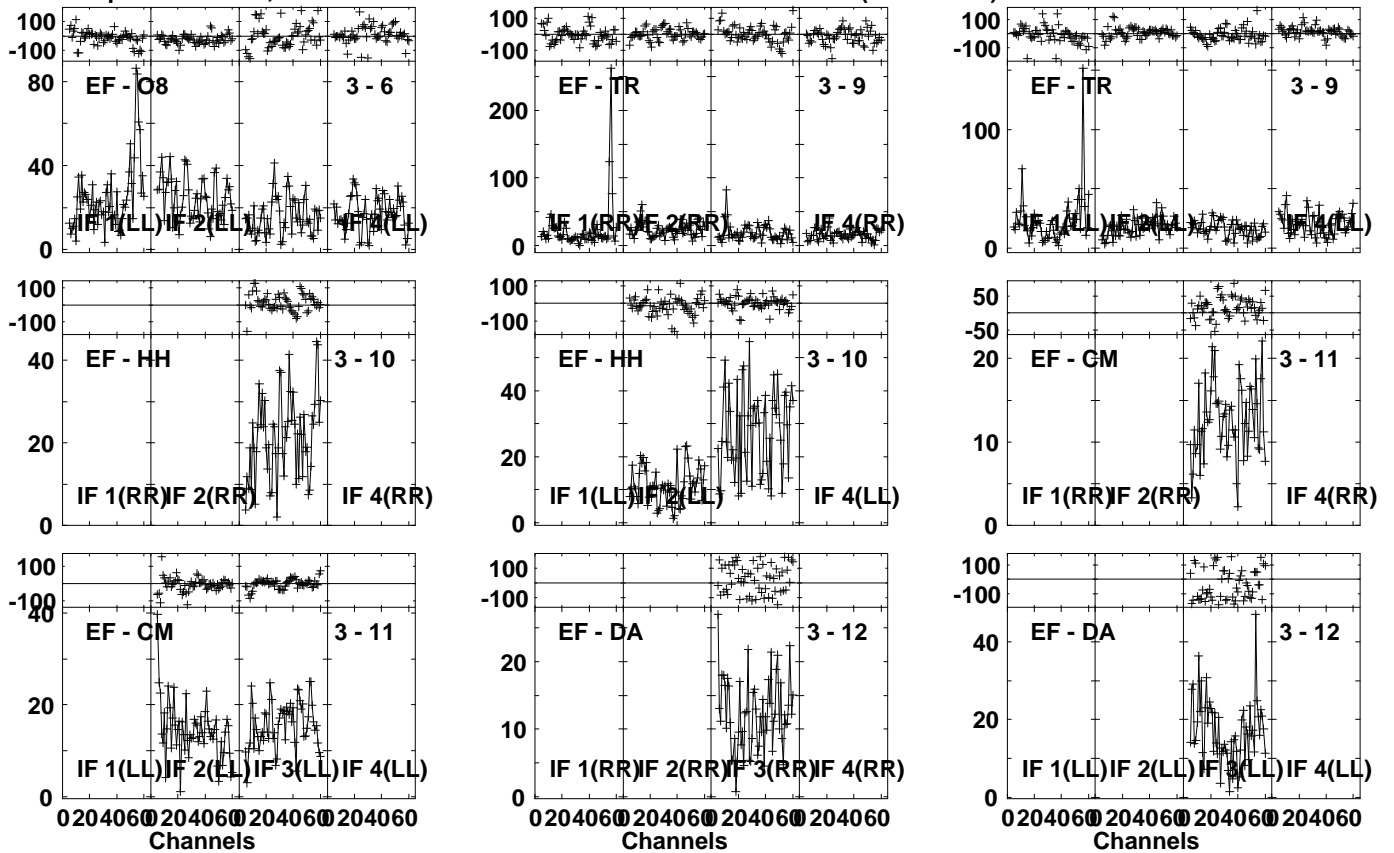 100 100 100
-100 -100 -100
EF - O8 3 - 6 EF - TR 3 - 9 EF - TR 3 - 9
80
200
100
40
100
IF 1(LL) IF 2(LL) IF 4(LL) IF 1(RR) IF 2(RR) IF 4(RR) IF 1(LL) IF 2(LL) IF 4(LL)
0 0 0
100 100 50
-100 -100 -50
EF - HH 3 - 10 EF - HH 3 - 10 EF - CM 3 - 11
40 40 20
20 20 10
IF 1(RR) IF 2(RR) IF 4(RR) IF 1(LL) IF 2(LL) IF 4(LL) IF 1(RR) IF 2(RR) IF 4(RR)
0 0 0
100 100 100
-100 -100 -100
40
EF - CM 3 - 11 EF - DA 3 - 12 EF - DA 3 - 12
40
20
20 20
10
IF 1(LL) IF 2(LL) IF 3(LL) IF 4(LL) IF 1(RR) IF 2(RR) IF 3(RR) IF 4(RR) IF 1(LL) IF 2(LL) IF 3(LL) IF 4(LL)
0 0 0
0 20 40 60 0 20 40 60 0 20 40 60 0 20 40 60 0 20 40 60 0 20 40 60 0 20 40 60 0 20 40 60 0 20 40 60 0 20 40 60 0 20 40 60 0 20 40 60
Channels Channels Channels